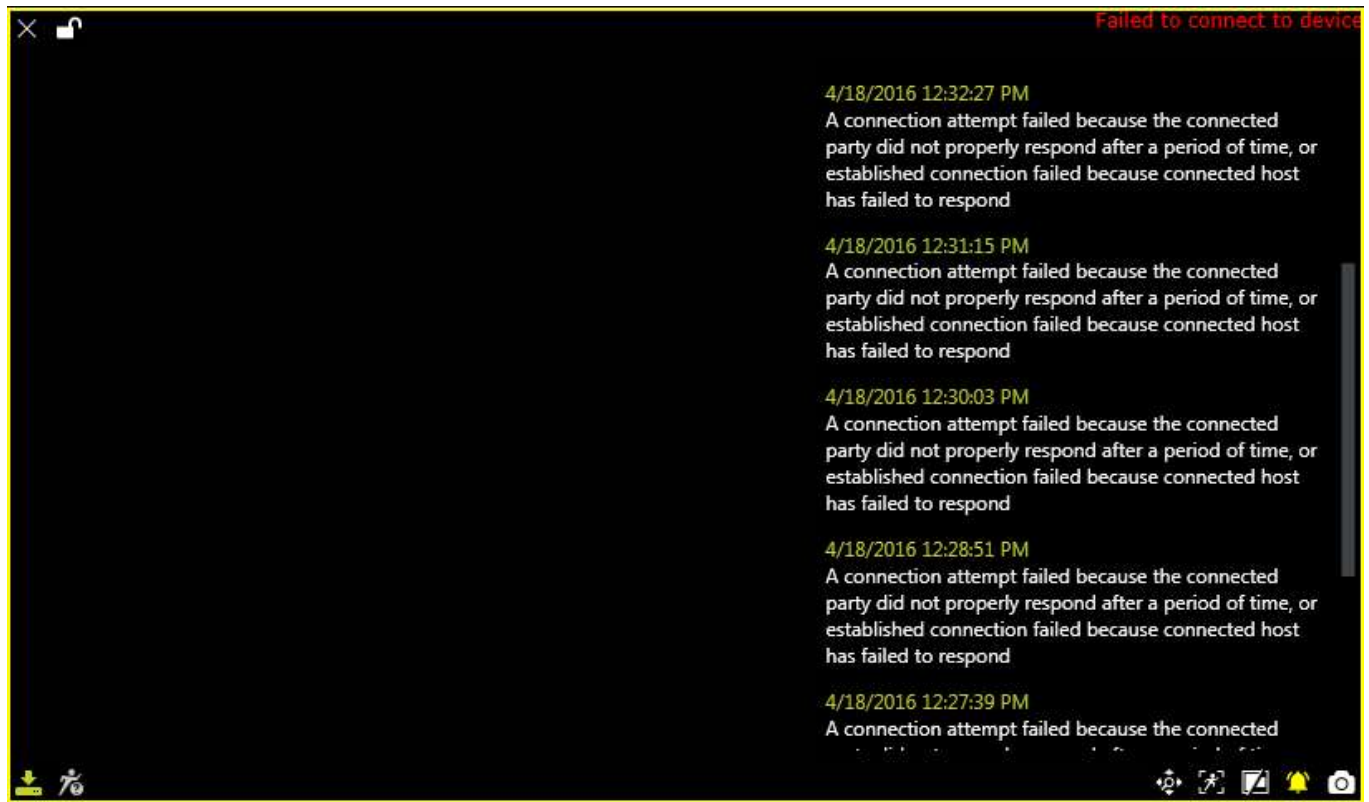 Failed to connect to device
4/18/2016 12:32:27 PM
A connection attempt failed because the connected
party did not properly respond after a period of time, or
established connection failed because connected host
has failed to respond
4/18/2016 12:31:15 PM
A connection attempt failed because the connected
party did not properly respond after a period of time, or
established connection failed because connected host
has failed to respond
4/18/2016 12:30:03 PM
A connection attempt failed because the connected
party did not properly respond after a period of time, or
established connection failed because connected host
has failed to respond
4/18/2016 12:28:51 PM
A connection attempt failed because the connected
party did not properly respond after a period of time, or
established connection failed because connected host
has failed to respond
4/18/2016 12:27:39 PM
A connection attempt failed because the connected